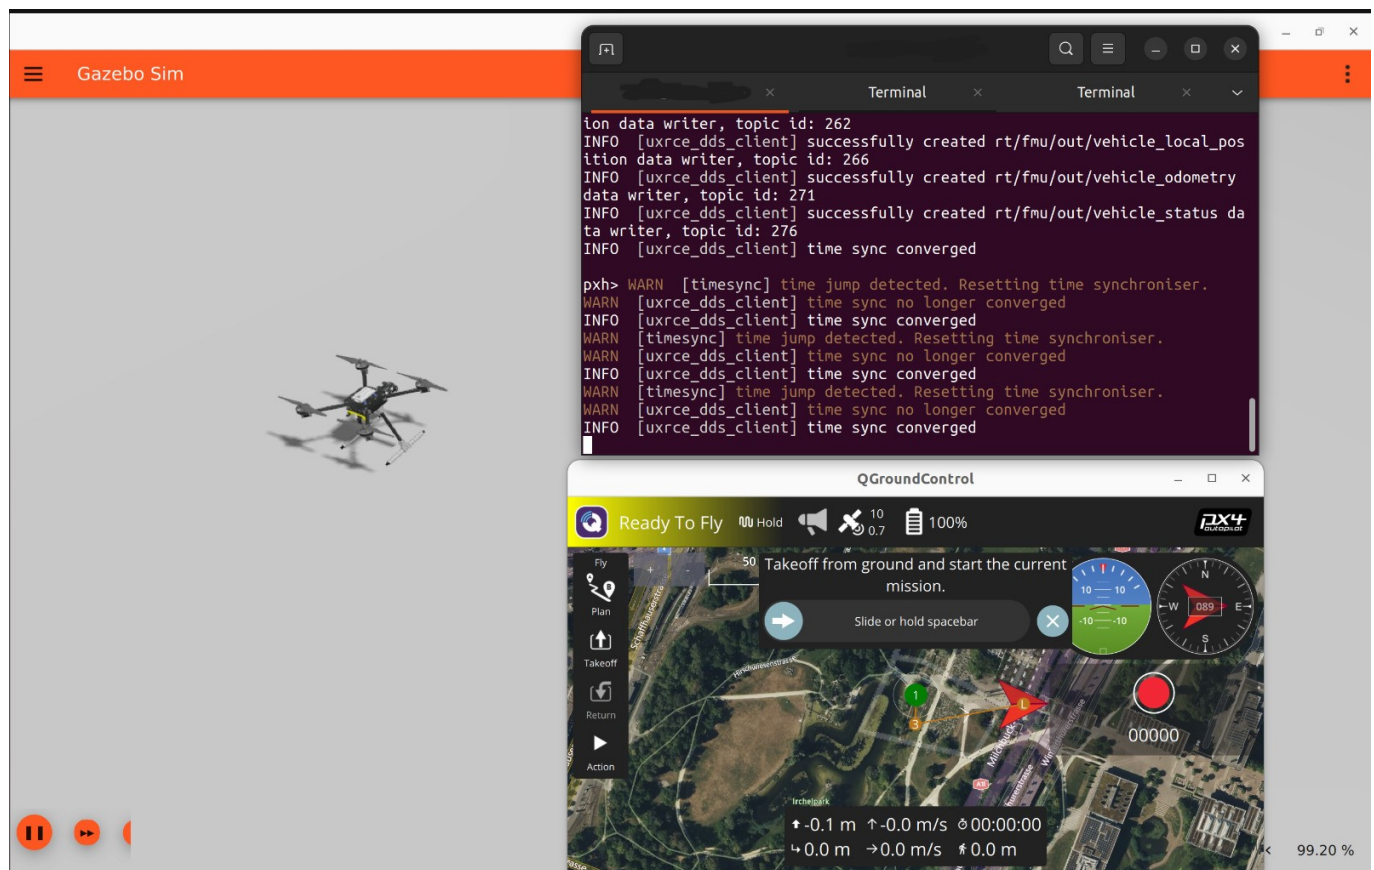 Gazebo Sim
Terminal
Terminal
ion data writer, topic id: 262
INFO  [uxrce_dds_client] successfully created rt/fmu/out/vehicle_local_pos
ition data writer, topic id: 266
INFO  [uxrce_dds_client] successfully created rt/fmu/out/vehicle_odometry
data writer, topic id: 271
INFO  [uxrce_dds_client] successfully created rt/fmu/out/vehicle_status da
ta writer, topic id: 276
INFO  [uxrce_dds_client] time sync converged
pxh> WARN  [timesync] time jump detected. Resetting time synchroniser.
WARN  [uxrce_dds_client] time sync no longer converged
INFO  [uxrce_dds_client] time sync converged
WARN  [timesync] time jump detected. Resetting time synchroniser.
WARN  [uxrce_dds_client] time sync no longer converged
INFO  [uxrce_dds_client] time sync converged
WARN  [timesync] time jump detected. Resetting time synchroniser.
WARN  [uxrce_dds_client] time sync no longer converged
INFO  [uxrce_dds_client] time sync converged
QGroundControl
Ready To Fly
Hold
10
0.7
100%
px4
autopilot
Fly
Plan
Takeoff
Return
Action
50
Takeoff from ground and start the current
mission.
Slide or hold spacebar
10 10
-10 -10
N
W 089 E
S
Schaffhauserstrasse
Hirschwiesenstrasse
1
3
L
Milchbuck-
A8
Irchelpark
00000
-0.1 m -0.0 m/s 00:00:00
0.0 m 0.0 m/s 0.0 m
99.20 %